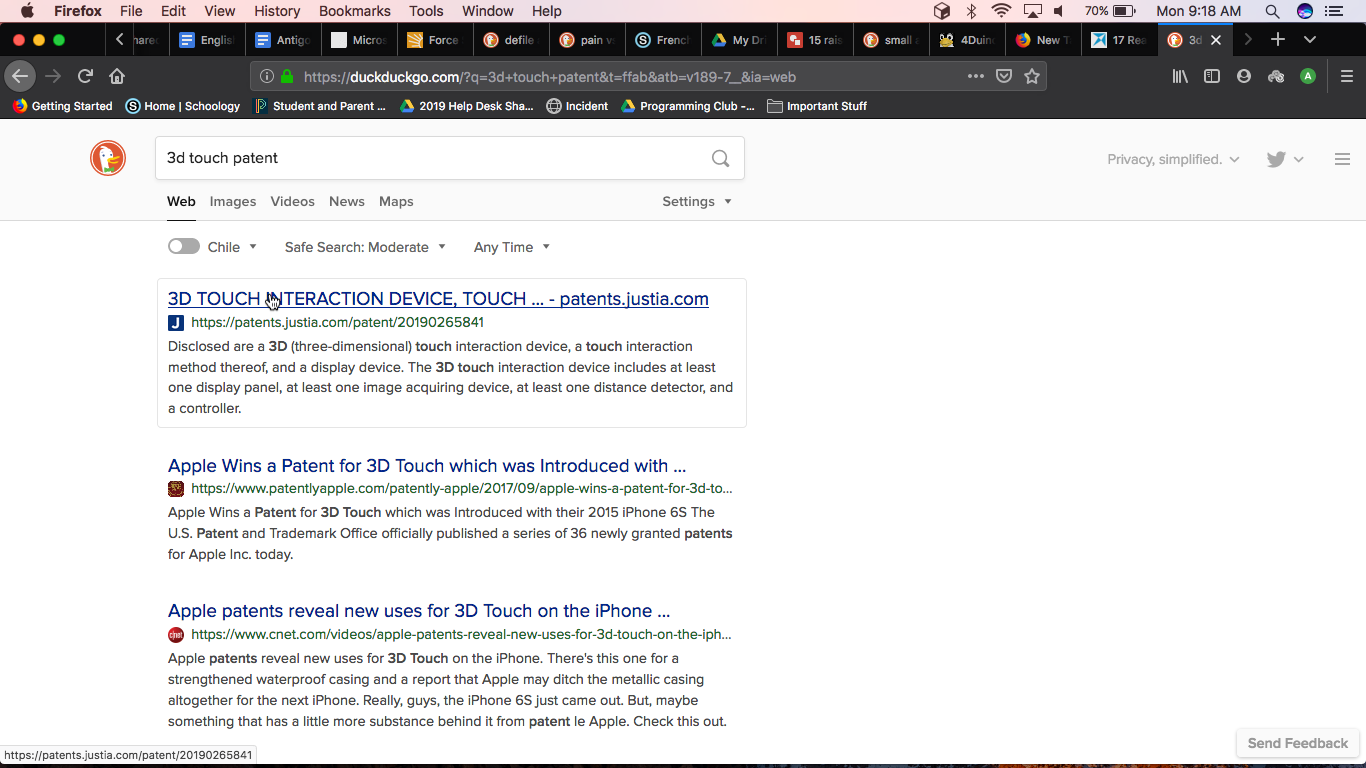 Firefox File Edit View History Bookmarks Tools Window Help 70% Mon 9:18 AM
English Antigo Micros Force defile pain v French My Dri 15 rais small a 4Duin New T 17 Rea 3d
https://duckduckgo.com/?q=3d+touch+patent&t=ffab&atb=v189-7__&ia=web
Getting Started Home | Schoology Student and Parent ... 2019 Help Desk Sha... Incident Programming Club -... Important Stuff
3d touch patent
Privacy, simplified.
Web Images Videos News Maps Settings
Chile Safe Search: Moderate Any Time
3D TOUCH INTERACTION DEVICE, TOUCH ... - patents.justia.com
J https://patents.justia.com/patent/20190265841
Disclosed are a 3D (three-dimensional) touch interaction device, a touch interaction
method thereof, and a display device. The 3D touch interaction device includes at least
one display panel, at least one image acquiring device, at least one distance detector, and
a controller.
Apple Wins a Patent for 3D Touch which was Introduced with ...
https://www.patentlyapple.com/patently-apple/2017/09/apple-wins-a-patent-for-3d-to...
Apple Wins a Patent for 3D Touch which was Introduced with their 2015 iPhone 6S The
U.S. Patent and Trademark Office officially published a series of 36 newly granted patents
for Apple Inc. today.
Apple patents reveal new uses for 3D Touch on the iPhone ...
cnet https://www.cnet.com/videos/apple-patents-reveal-new-uses-for-3d-touch-on-the-iph...
Apple patents reveal new uses for 3D Touch on the iPhone. There's this one for a
strengthened waterproof casing and a report that Apple may ditch the metallic casing
altogether for the next iPhone. Really, guys, the iPhone 6S just came out. But, maybe
something that has a little more substance behind it from patent le Apple. Check this out.
Send Feedback
https://patents.justia.com/patent/20190265841